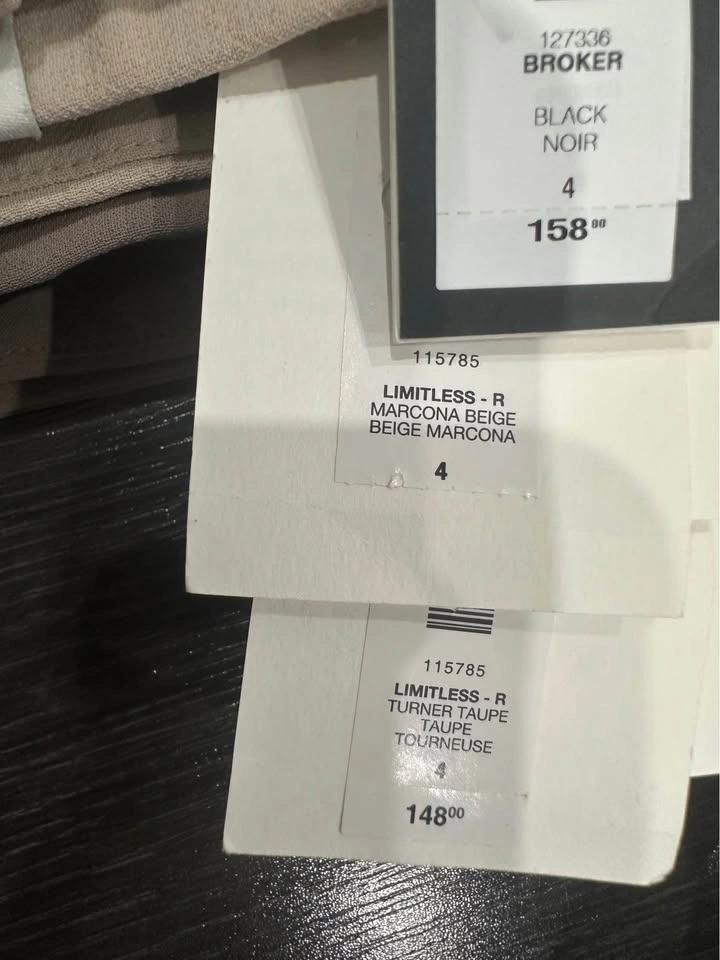 127336
BROKER
BLACK
NOIR
4
158⁰⁰
115785
LIMITLESS - R
MARCONA BEIGE
BEIGE MARCONA
4
115785
LIMITLESS - R
TURNER TAUPE
TAUPE
TOURNEUSE
4
148⁰⁰